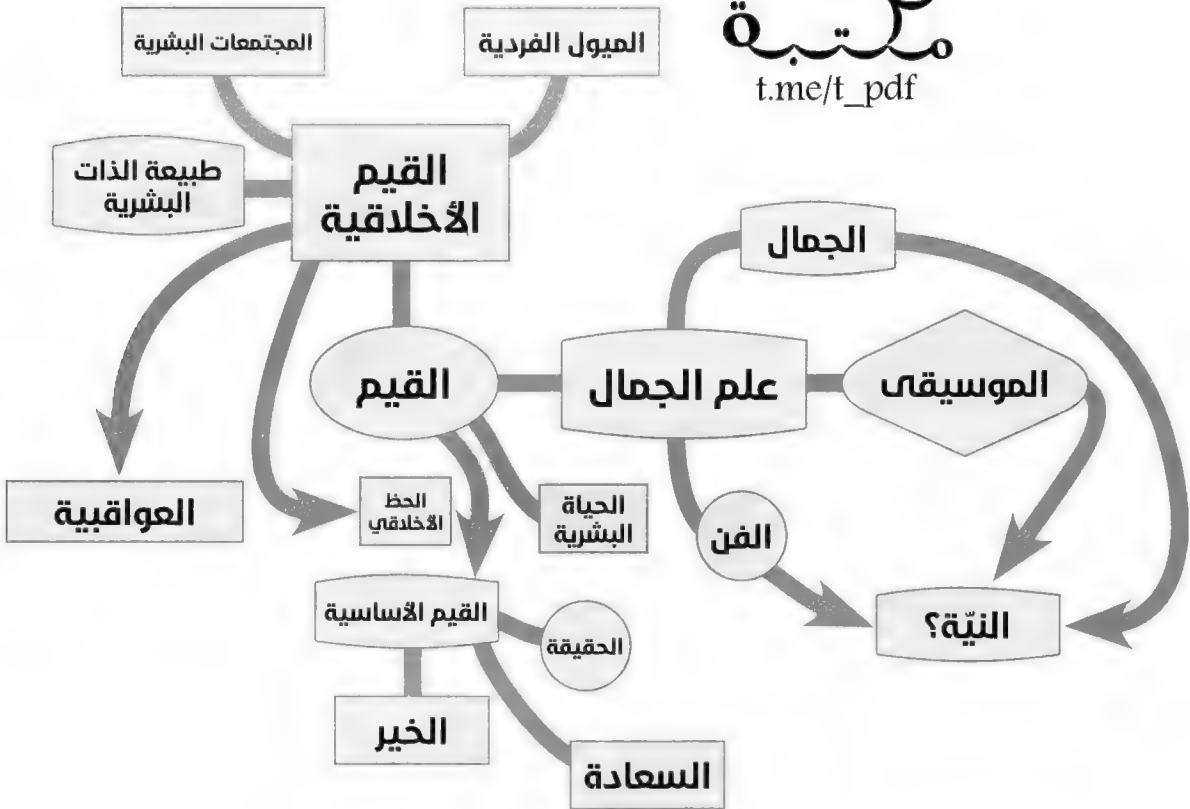 الميول الفردية
المجتمعات البشرية
مكتبة
t.me/t_pdf
القيم
الأخلاقية
طبيعة الذات
البشرية
الجمال
القيم
علم الجمال
الموسيقى
العواقبية
الحظ
الأخلاقي
الحياة
البشرية
الفن
القيم الأساسية
الحقيقة
النيّة؟
الخير
السعادة